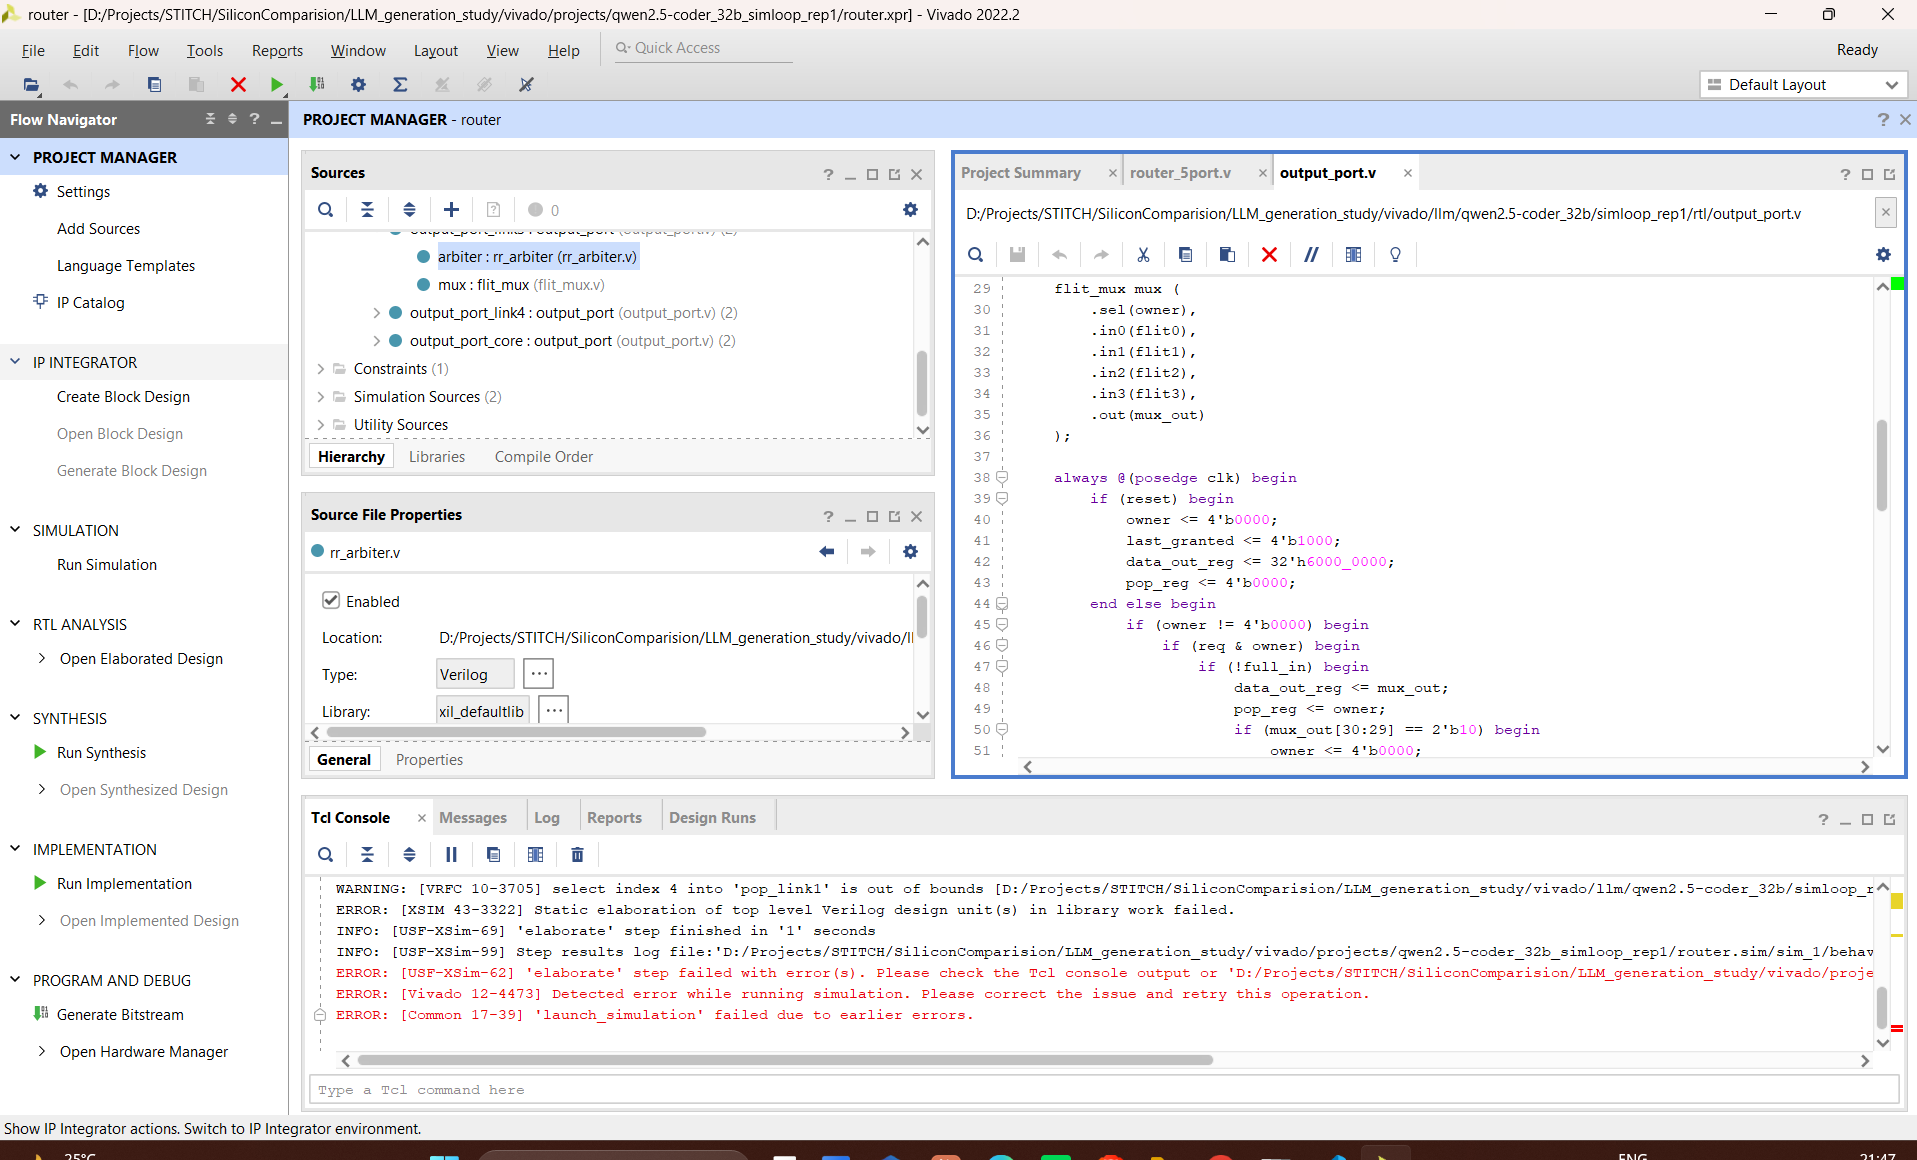 router - [D:/Projects/STITCH/SiliconComparision/LLM_generation_study/vivado/projects/qwen2.5-coder_32b_simloop_rep1/router.xpr] - Vivado 2022.2
File Edit Flow Tools Reports Window Layout View Help Quick Access
Ready
Default Layout
Flow Navigator
PROJECT MANAGER
Settings
Add Sources
Language Templates
IP Catalog
IP INTEGRATOR
Create Block Design
Open Block Design
Generate Block Design
SIMULATION
Run Simulation
RTL ANALYSIS
Open Elaborated Design
SYNTHESIS
Run Synthesis
Open Synthesized Design
IMPLEMENTATION
Run Implementation
Open Implemented Design
PROGRAM AND DEBUG
Generate Bitstream
Open Hardware Manager
PROJECT MANAGER - router
Sources
0
arbiter : rr_arbiter (rr_arbiter.v)
mux : flit_mux (flit_mux.v)
output_port_link4 : output_port (output_port.v) (2)
output_port_core : output_port (output_port.v) (2)
Constraints (1)
Simulation Sources (2)
Utility Sources
Hierarchy Libraries Compile Order
Source File Properties
rr_arbiter.v
Enabled
Location: D:/Projects/STITCH/SiliconComparision/LLM_generation_study/vivado/ll
Type: Verilog ...
Library: xil_defaultlib ...
General Properties
Project Summary router_5port.v output_port.v
D:/Projects/STITCH/SiliconComparision/LLM_generation_study/vivado/llm/qwen2.5-coder_32b/simloop_rep1/rtl/output_port.v
29 flit_mux mux (
30 .sel(owner),
31 .in0(flit0),
32 .in1(flit1),
33 .in2(flit2),
34 .in3(flit3),
35 .out(mux_out)
36 );
37
38 always @(posedge clk) begin
39 if (reset) begin
40 owner <= 4'b0000;
41 last_granted <= 4'b1000;
42 data_out_reg <= 32'h6000_0000;
43 pop_reg <= 4'b0000;
44 end else begin
45 if (owner != 4'b0000) begin
46 if (req & owner) begin
47 if (!full_in) begin
48 data_out_reg <= mux_out;
49 pop_reg <= owner;
50 if (mux_out[30:29] == 2'b10) begin
51 owner <= 4'b0000;
Tcl Console Messages Log Reports Design Runs
WARNING: [VRFC 10-3705] select index 4 into 'pop_link1' is out of bounds [D:/Projects/STITCH/SiliconComparision/LLM_generation_study/vivado/llm/qwen2.5-coder_32b/simloop_r
ERROR: [XSIM 43-3322] Static elaboration of top level Verilog design unit(s) in library work failed.
INFO: [USF-XSim-69] 'elaborate' step finished in '1' seconds
INFO: [USF-XSim-99] Step results log file:'D:/Projects/STITCH/SiliconComparision/LLM_generation_study/vivado/projects/qwen2.5-coder_32b_simloop_rep1/router.sim/sim_1/behav
ERROR: [USF-XSim-62] 'elaborate' step failed with error(s). Please check the Tcl console output or 'D:/Projects/STITCH/SiliconComparision/LLM_generation_study/vivado/proje
ERROR: [Vivado 12-4473] Detected error while running simulation. Please correct the issue and retry this operation.
ERROR: [Common 17-39] 'launch_simulation' failed due to earlier errors.
Type a Tcl command here
Show IP Integrator actions. Switch to IP Integrator environment.
25°C
ENG
21:47